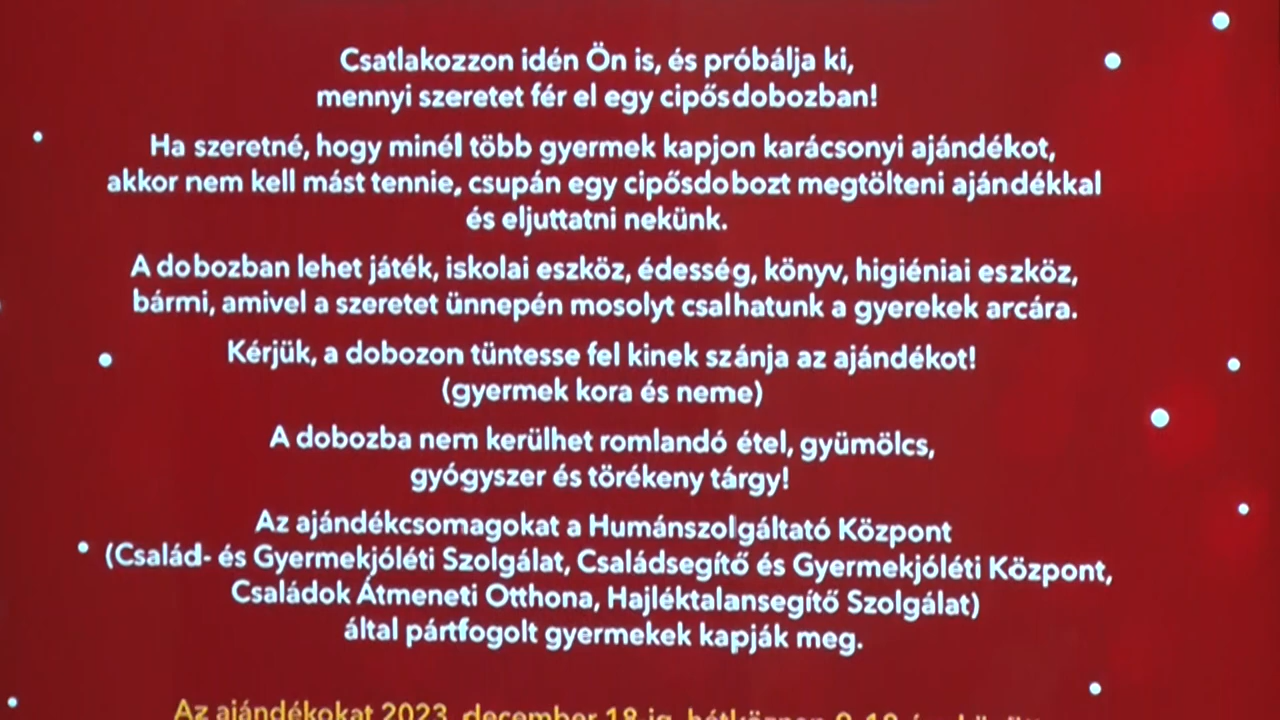 Csatlakozzon idén Ön is, és próbálja ki,
mennyi szeretet fér el egy cipősdobozban!
Ha szeretné, hogy minél több gyermek kapjon karácsonyi ajándékot,
akkor nem kell mást tennie, csupán egy cipősdobozt megtölteni ajándékkal
és eljuttatni nekünk.
A dobozban lehet játék, iskolai eszköz, édesség, könyv, higiéniai eszköz,
bármi, amivel a szeretet ünnepén mosolyt csalhatunk a gyerekek arcára.
Kérjük, a dobozon tüntesse fel kinek szánja az ajándékot!
(gyermek kora és neme)
A dobozba nem kerülhet romlandó étel, gyümölcs,
gyógyszer és törékeny tárgy!
Az ajándékcsomagokat a Humánszolgáltató Központ
(Család- és Gyermekjóléti Szolgálat, Családsegítő és Gyermekjóléti Központ,
Családok Átmeneti Otthona, Hajléktalansegítő Szolgálat)
által pártfogolt gyermekek kapják meg.
Az ajándékokat 2023. december 18-ig, hétköznap